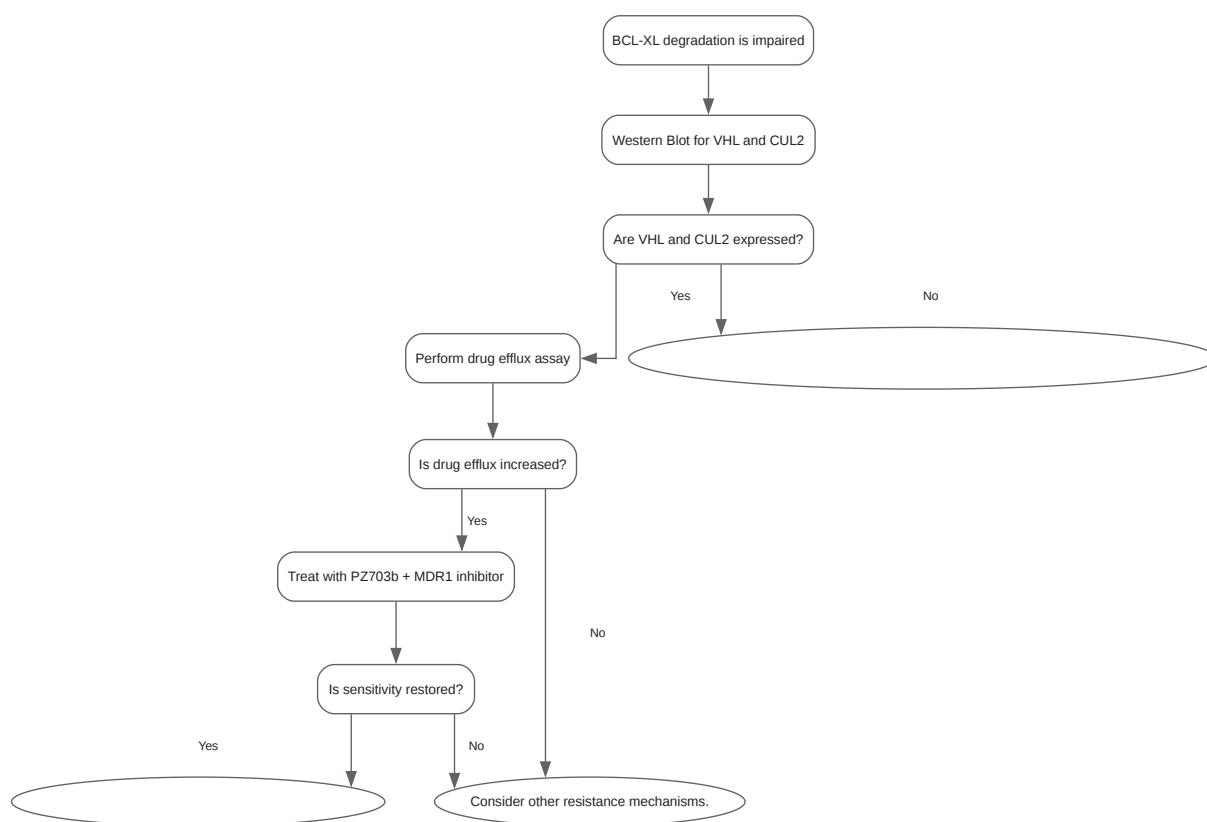 BCL-XL degradation is impaired
Western Blot for VHL and CUL2
Are VHL and CUL2 expressed?
Yes
No
Perform drug efflux assay
Is drug efflux increased?
Yes
Treat with PZ703b + MDR1 inhibitor
No
Is sensitivity restored?
Yes
No
Consider other resistance mechanisms.